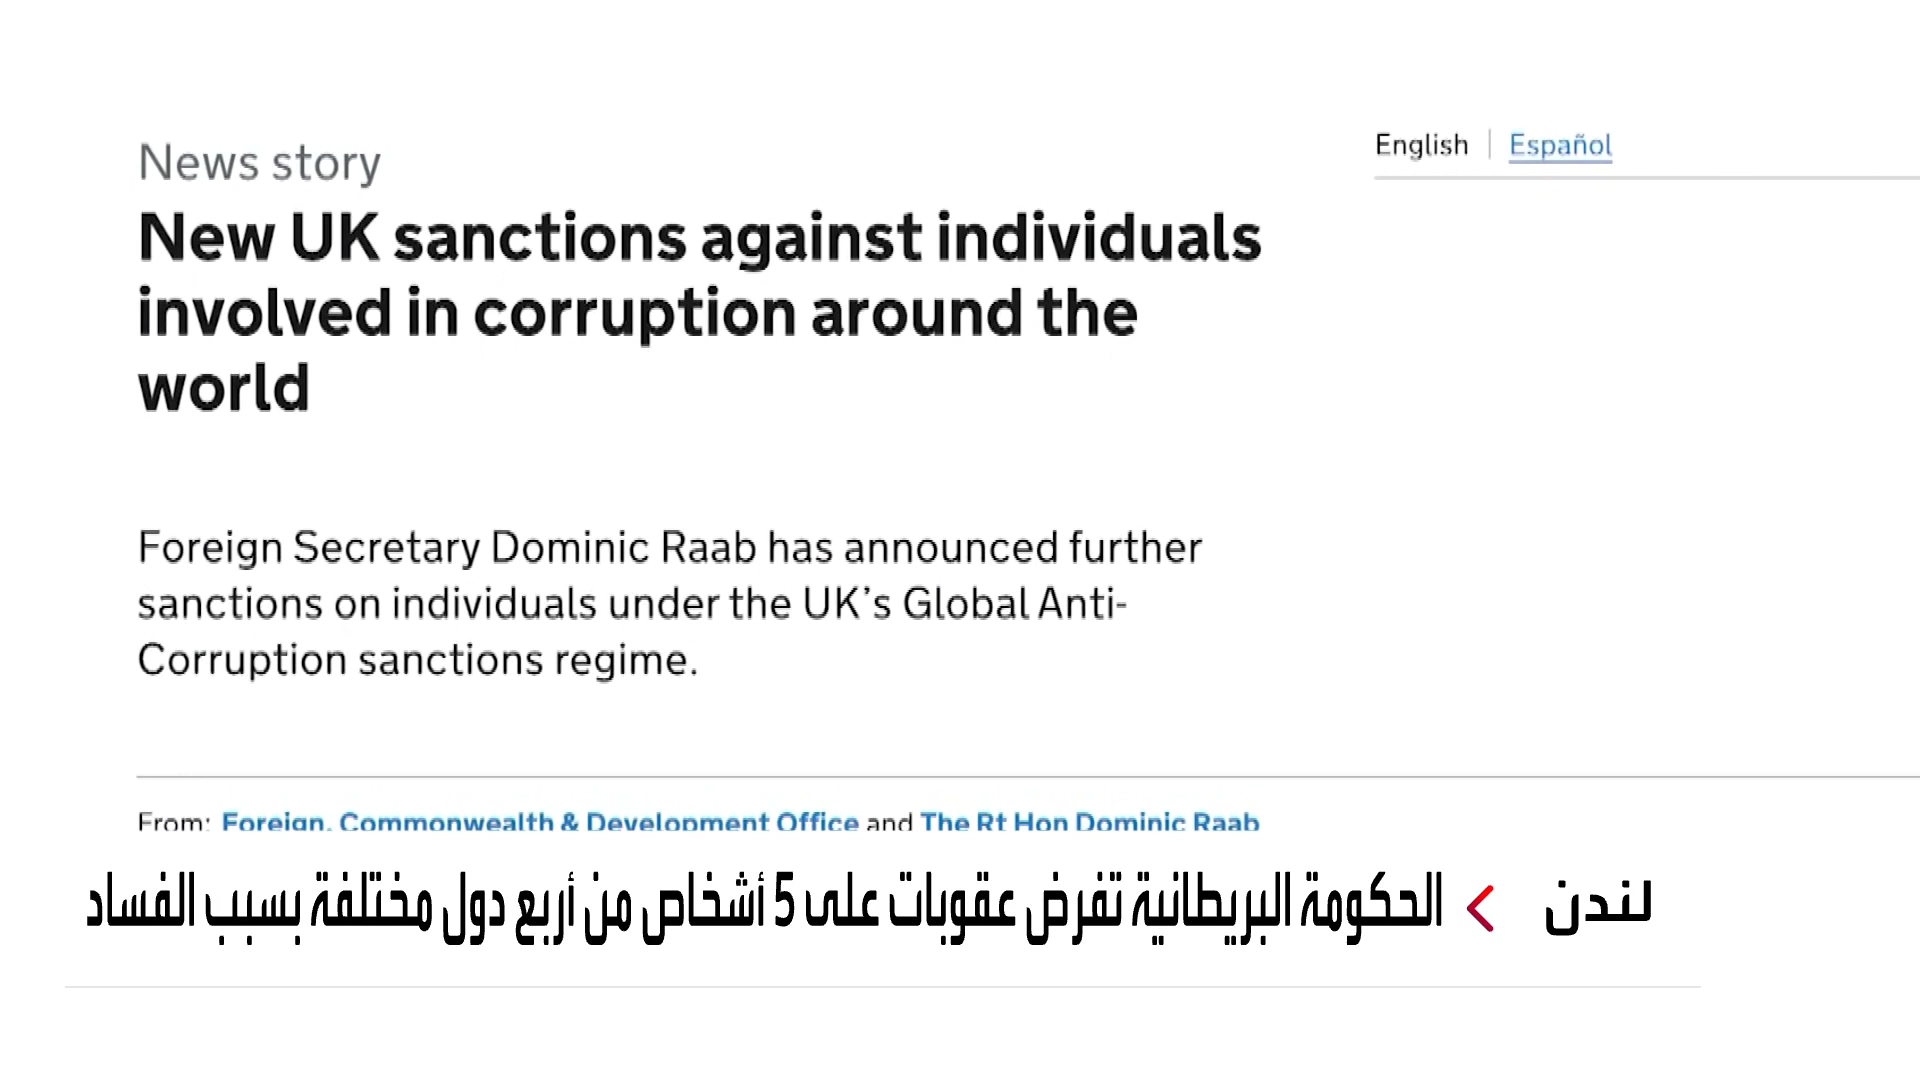 English | Español
News story
New UK sanctions against individuals
involved in corruption around the
world
Foreign Secretary Dominic Raab has announced further
sanctions on individuals under the UK's Global Anti-
Corruption sanctions regime.
From: Foreign, Commonwealth & Development Office and The Rt Hon Dominic Raab
لندن > الحكومة البريطانية تفرض عقوبات على 5 أشخاص من أربع دول مختلفة بسبب الفساد